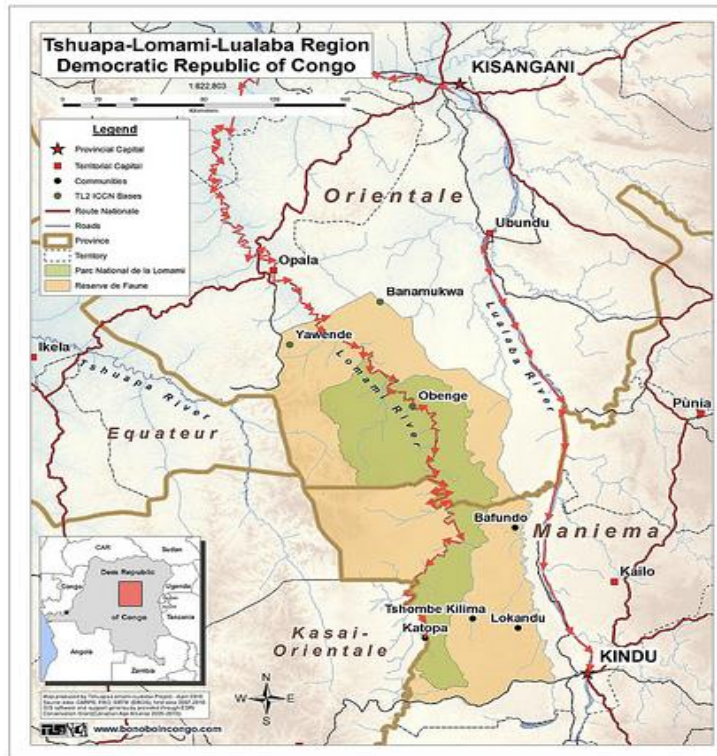 Tshuapa-Lomami-Lualaba Region
Democratic Republic of Congo
1:822,803
Legend
Provincial Capital
Territorial Capital
Communities
TL2 ICCN Bases
Route Nationale
Roads
Province
Territory
Parc National de la Lomami
Reserve de Faune
KISANGANI
Orientale
Ubundu
Opala
Banamukwa
Yawende
Ikela
Tshuapa River
Lomami River
Lualaba River
Obenge
Punia
Equateur
Bafundo
Maniema
Kailo
Tshombe Kilima
Lokandu
Katopa
Kasai-
Orientale
KINDU
CAR
Sudan
Dem Republic
Congo
Uganda
of Congo
Tanzania
Angola
Zambia
N
W E
S
www.bonoboincongo.com